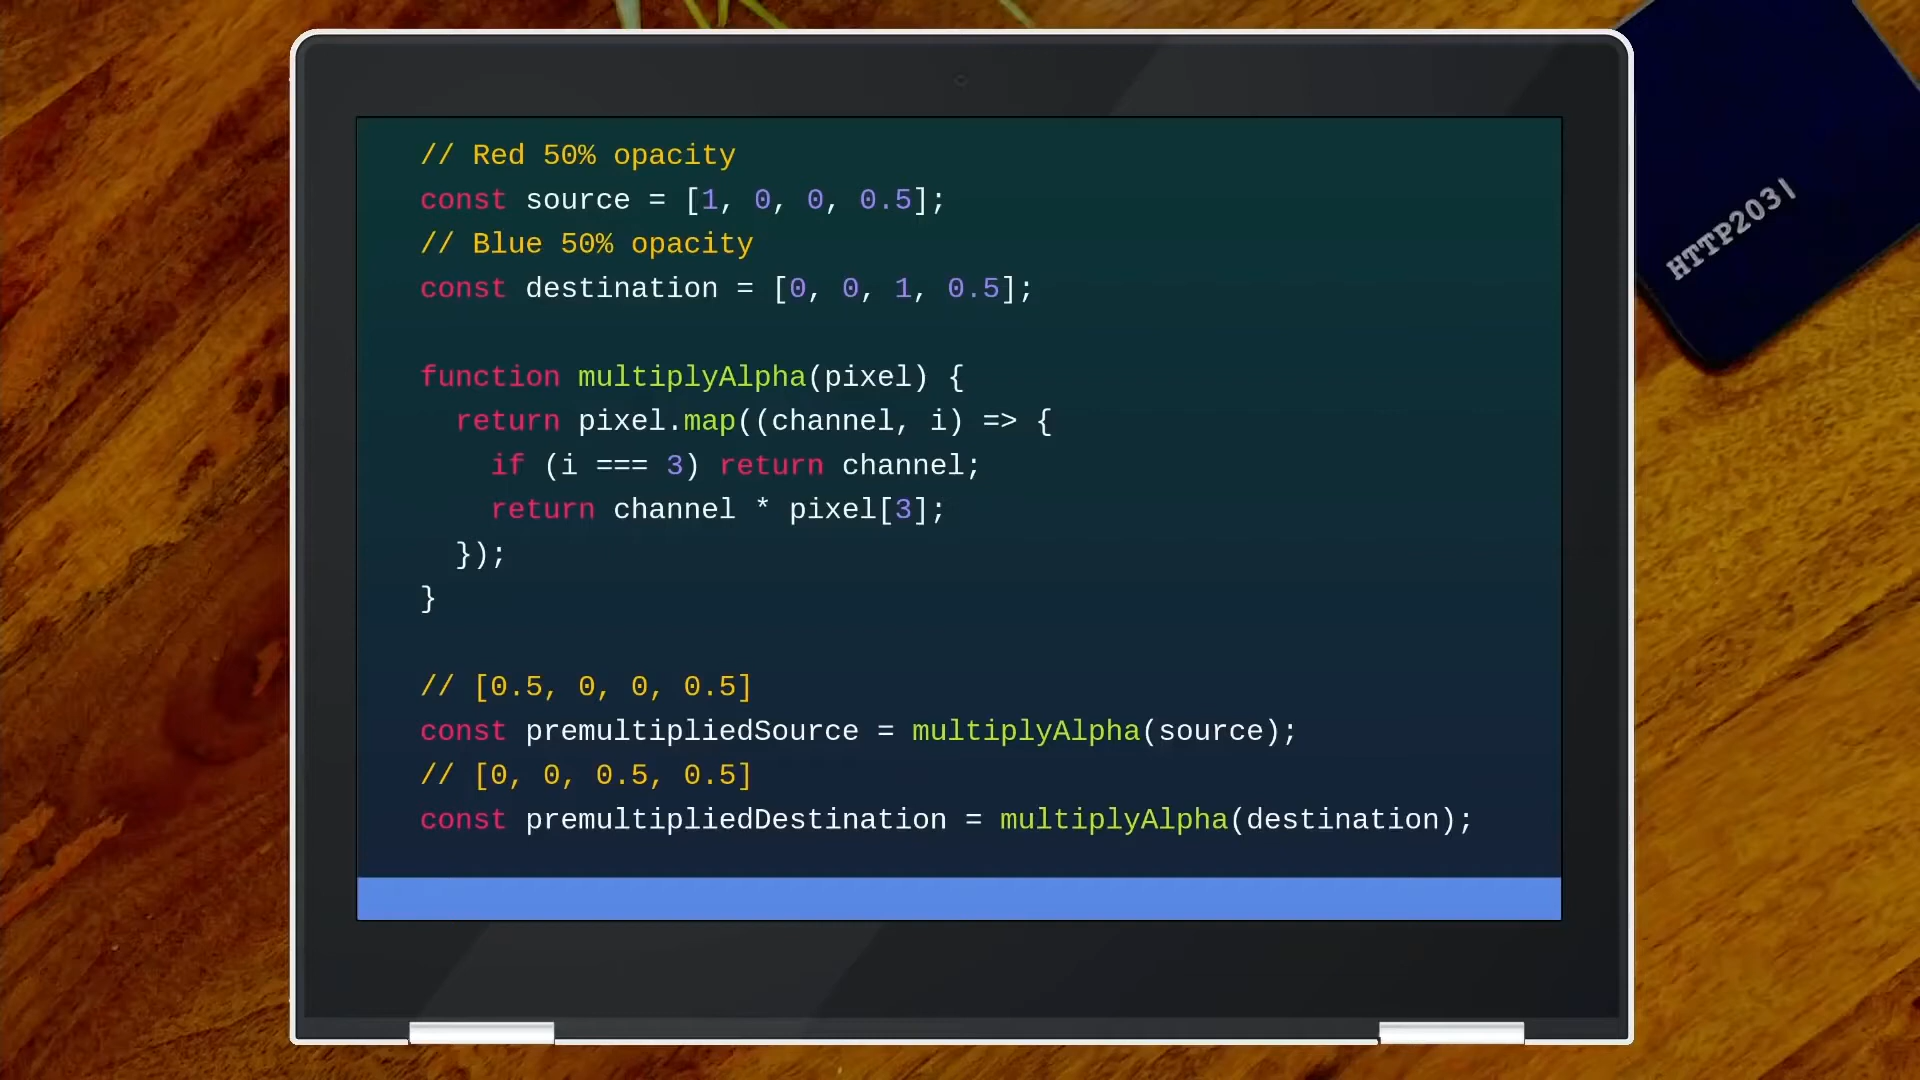 // Red 50% opacity
const source = [1, 0, 0, 0.5];
// Blue 50% opacity
const destination = [0, 0, 1, 0.5];
function multiplyAlpha(pixel) {
  return pixel.map((channel, i) => {
    if (i === 3) return channel;
    return channel * pixel[3];
  });
}
// [0.5, 0, 0, 0.5]
const premultipliedSource = multiplyAlpha(source);
// [0, 0, 0.5, 0.5]
const premultipliedDestination = multiplyAlpha(destination);
HTTP203|